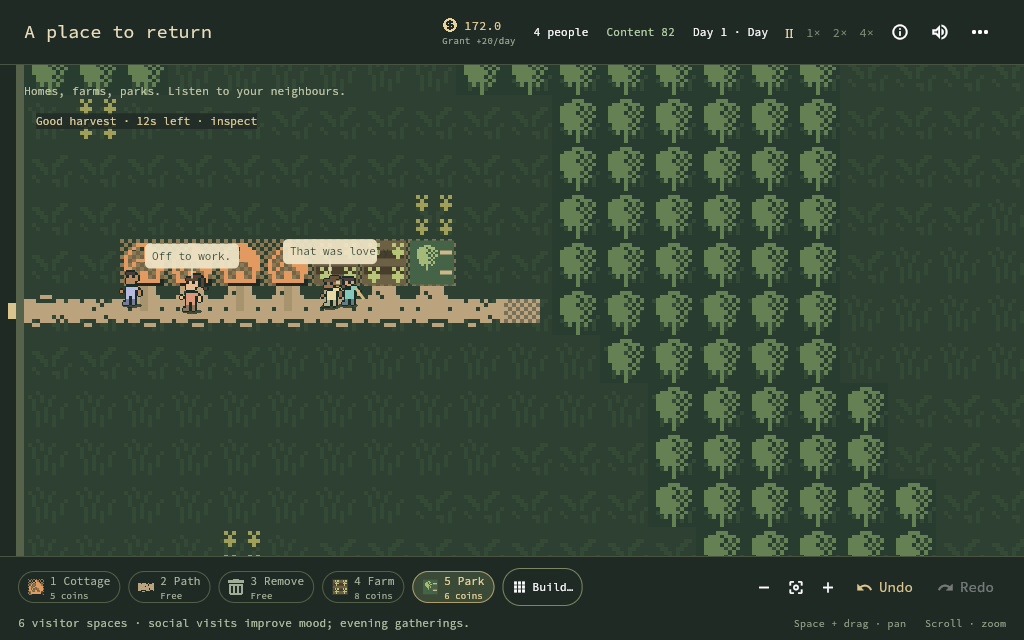 A place to return
172.0
Grant +20/day
4 people
Content 82
Day 1 · Day
1×
2×
4×
Homes, farms, parks. Listen to your neighbours.
Good harvest · 12s left · inspect
Off to work.
That was love
1 Cottage
5 coins
2 Path
Free
3 Remove
Free
4 Farm
8 coins
5 Park
6 coins
Build…
Undo
Redo
6 visitor spaces · social visits improve mood; evening gatherings.
Space + drag · pan
Scroll · zoom